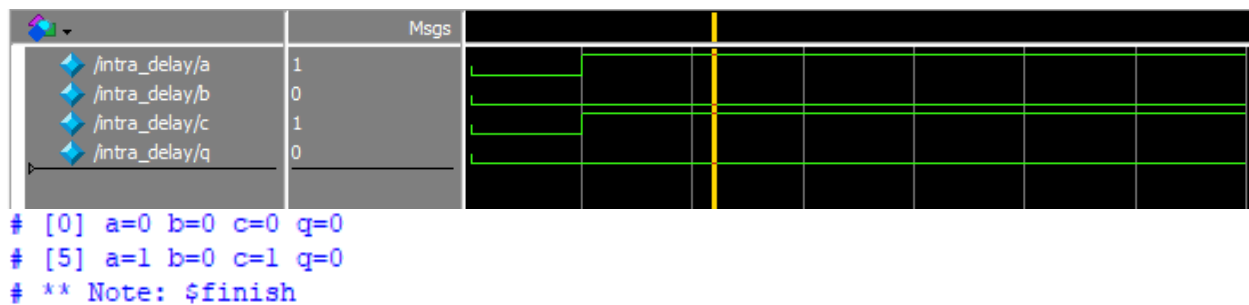 Msgs
/intra_delay/a 1
/intra_delay/b 0
/intra_delay/c 1
/intra_delay/q 0
# [0] a=0 b=0 c=0 q=0
# [5] a=1 b=0 c=1 q=0
# ** Note: $finish